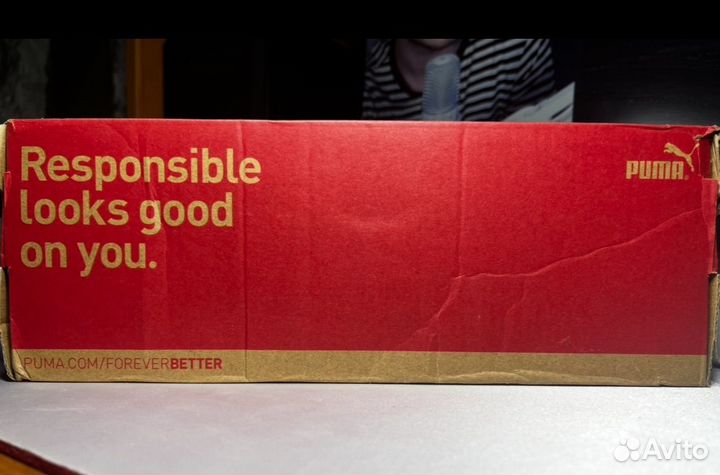 Responsible
looks good
on you.
PUMA
PUMA.COM/FOREVERBETTER
Avito